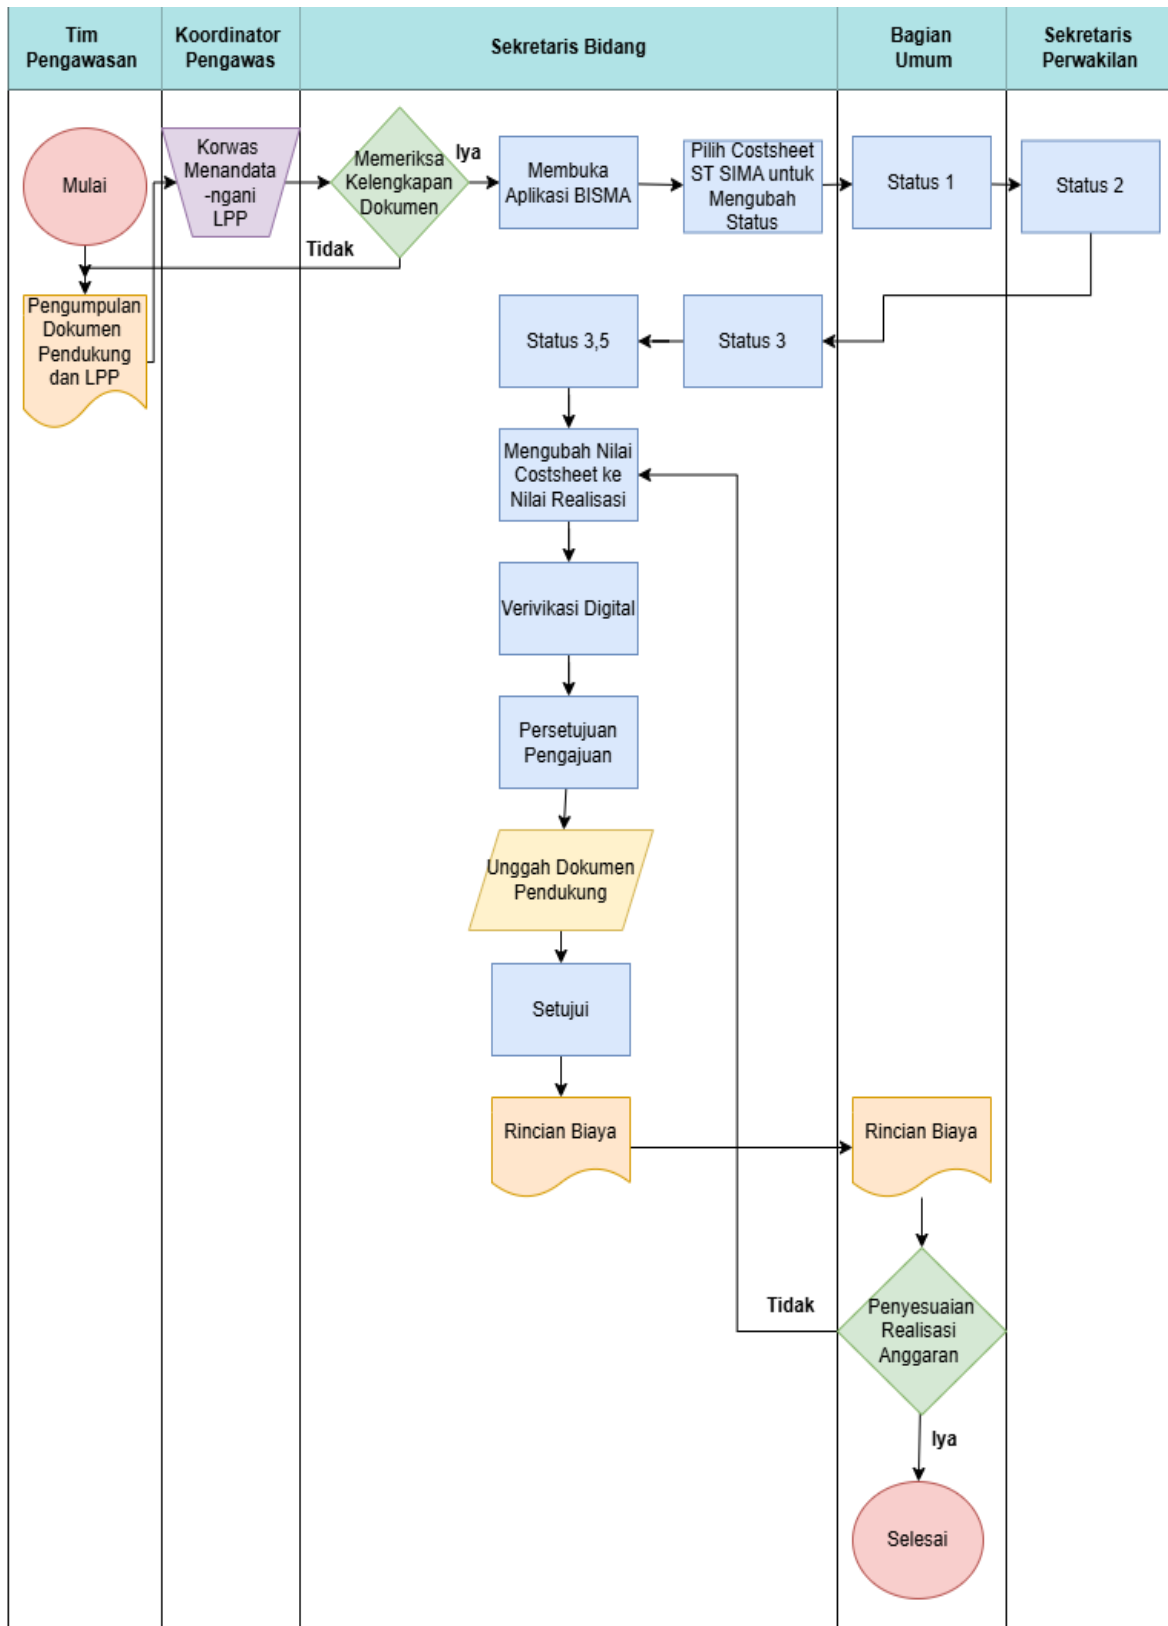 Tim
Pengawasan
Koordinator
Pengawas
Sekretaris Bidang
Bagian
Umum
Sekretaris
Perwakilan
Mulai
Korwas
Menandata
-ngani
LPP
Memeriksa
Kelengkapan
Dokumen
Iya
Membuka
Aplikasi BISMA
Pilih Costsheet
ST SIMA untuk
Mengubah
Status
Status 1
Status 2
Tidak
Pengumpulan
Dokumen
Pendukung
dan LPP
Status 3,5
Status 3
Mengubah Nilai
Costsheet ke
Nilai Realisasi
Verivikasi Digital
Persetujuan
Pengajuan
Unggah Dokumen
Pendukung
Setujui
Rincian Biaya
Rincian Biaya
Tidak
Penyesuaian
Realisasi
Anggaran
Iya
Selesai